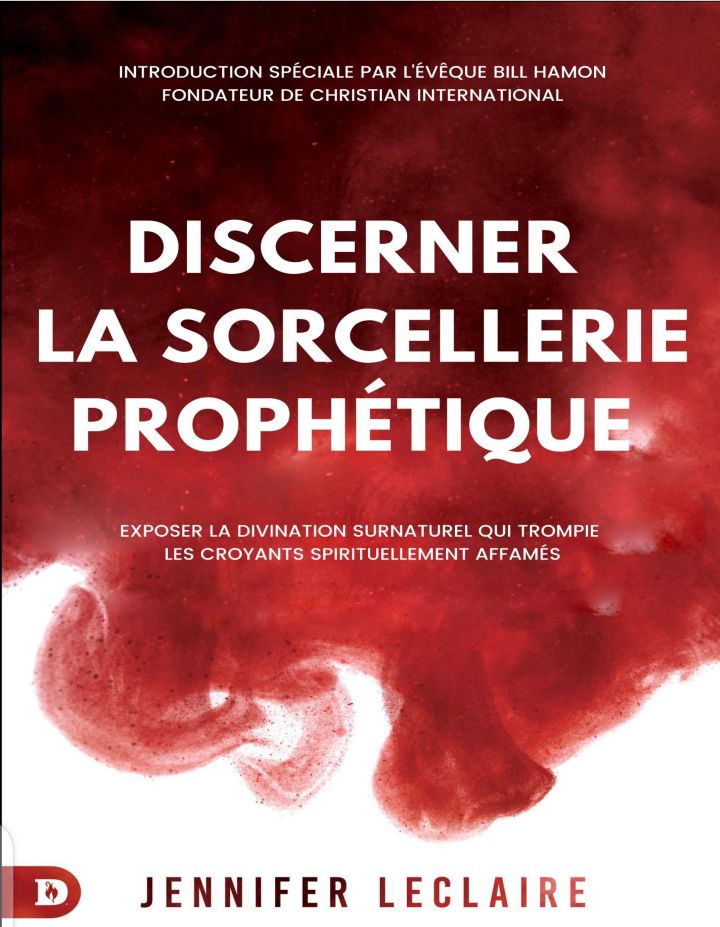 INTRODUCTION SPÉCIALE PAR L'ÉVÊQUE BILL HAMON
FONDATEUR DE CHRISTIAN INTERNATIONAL
DISCERNER
LA SORCELLERIE
PROPHÉTIQUE
EXPOSER LA DIVINATION SURNATUREL QUI TROMPIE
LES CROYANTS SPIRITUELLEMENT AFFAMÉS
D
JENNIFER LECLAIRE